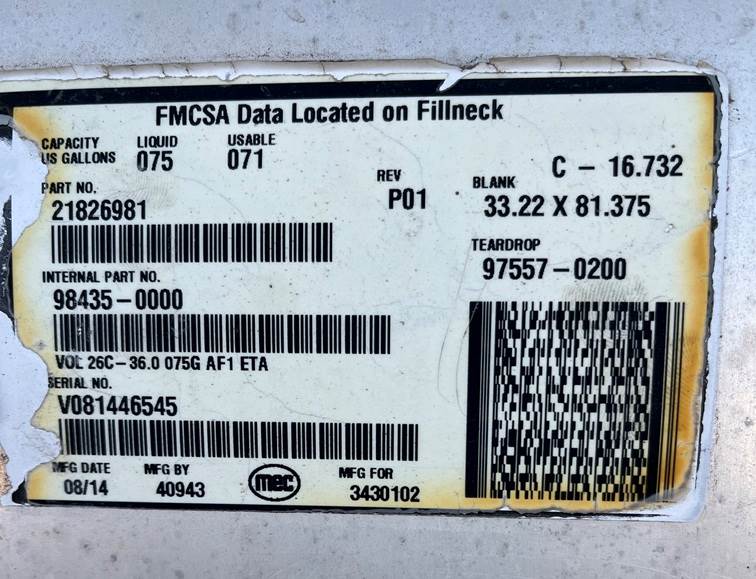 FMCSA Data Located on Fillneck
CAPACITY US GALLONS
LIQUID 075
USABLE 071
PART NO.
21826981
REV
P01
C - 16.732
BLANK
33.22 X 81.375
TEARDROP
97557-0200
INTERNAL PART NO.
98435-0000
VOL 26C-36.0 075G AF1 ETA
SERIAL NO.
V081446545
MFG DATE
08/14
MFG BY
40943
mec
MFG FOR
3430102